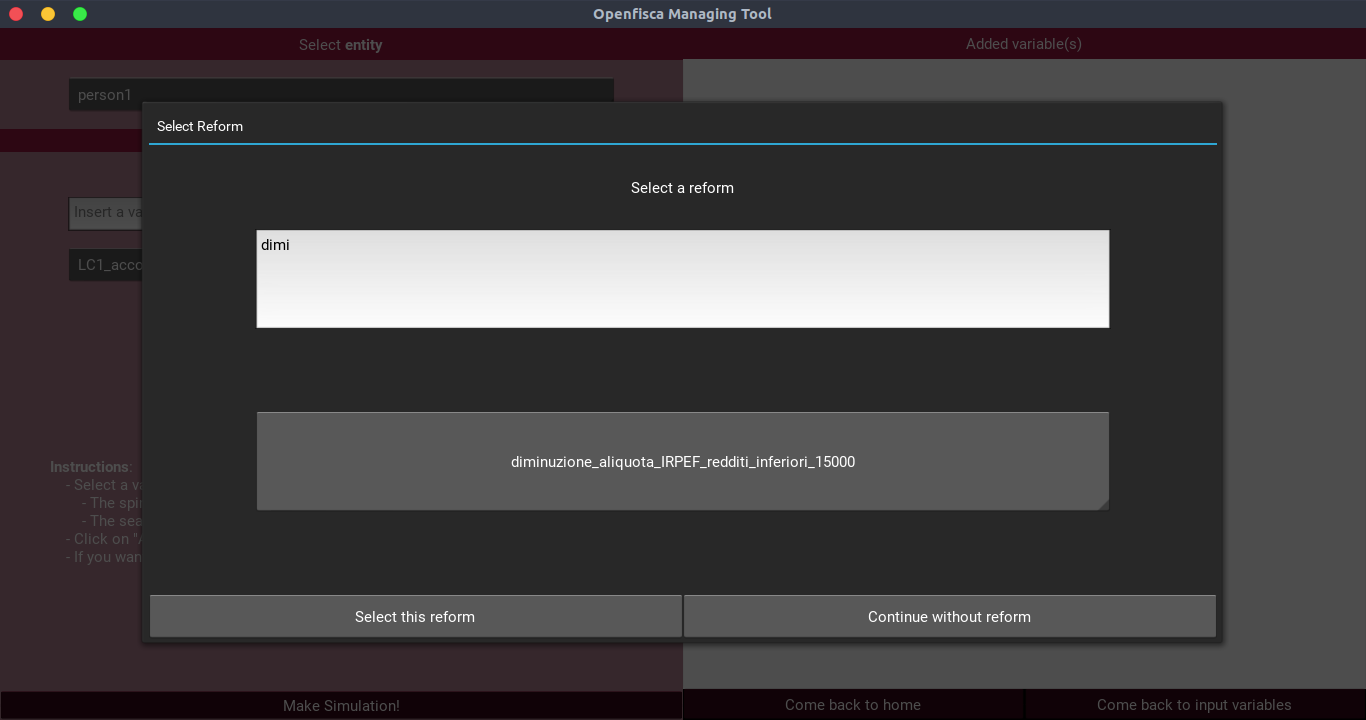 Openfisca Managing Tool
Select entity
Added variable(s)
person1
Select Reform
Select a reform
Insert a va
dimi
LC1_acco
diminuzione_aliquota_IRPEF_redditi_inferiori_15000
Instructions:
- Select a va
- The spi
- The sea
- Click on "A
- If you wan
Select this reform
Continue without reform
Make Simulation!
Come back to home
Come back to input variables